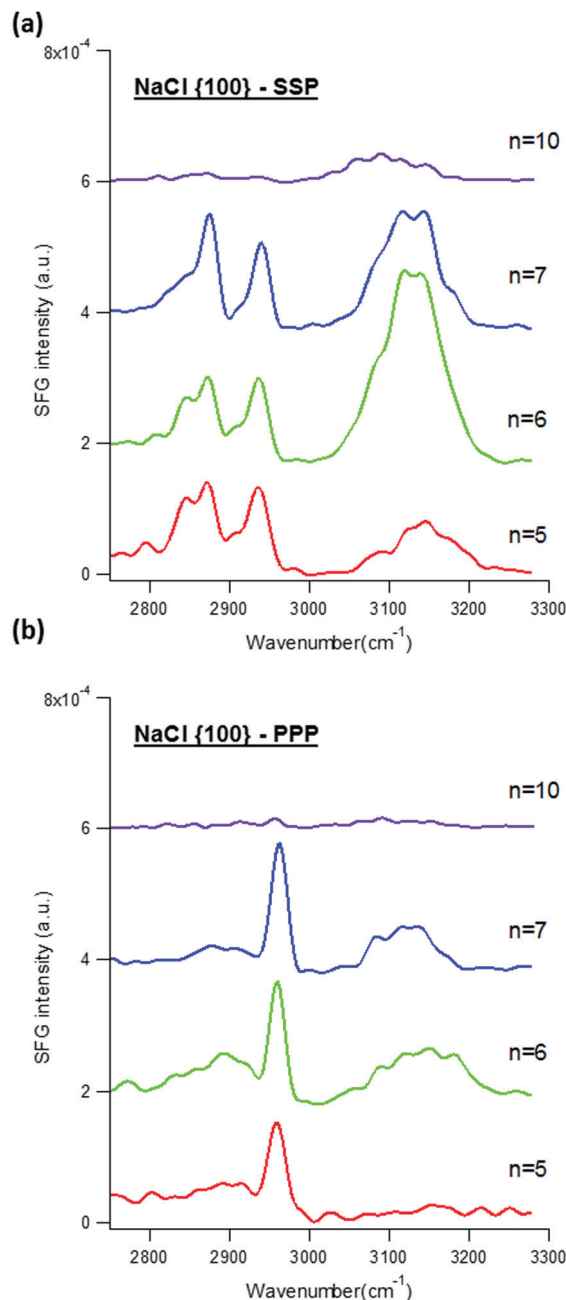 (a)
8x10⁻⁴
NaCl {100} - SSP
n=10
6
n=7
4
n=6
2
n=5
0
SFG intensity (a.u.)
2800 2900 3000 3100 3200 3300
Wavenumber(cm⁻¹)
(b)
8x10⁻⁴
NaCl {100} - PPP
n=10
6
n=7
4
n=6
2
n=5
0
SFG intensity (a.u.)
2800 2900 3000 3100 3200 3300
Wavenumber(cm⁻¹)